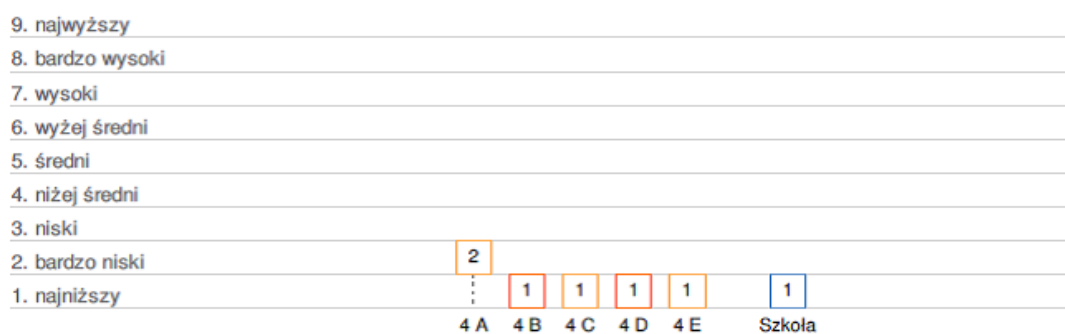 9. najwyższy
8. bardzo wysoki
7. wysoki
6. wyżej średni
5. średni
4. niżej średni
3. niski
2. bardzo niski 2
1. najniższy 1 1 1 1 1
4 A 4 B 4 C 4 D 4 E Szkoła